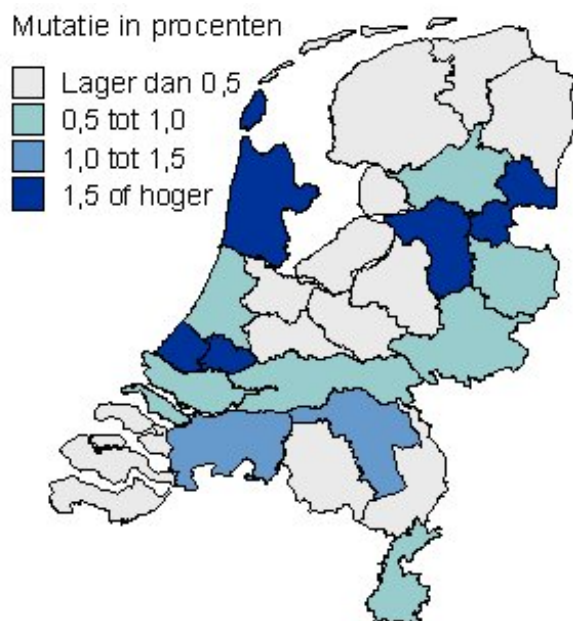 Mutatie in procenten
Lager dan 0,5
0,5 tot 1,0
1,0 tot 1,5
1,5 of hoger